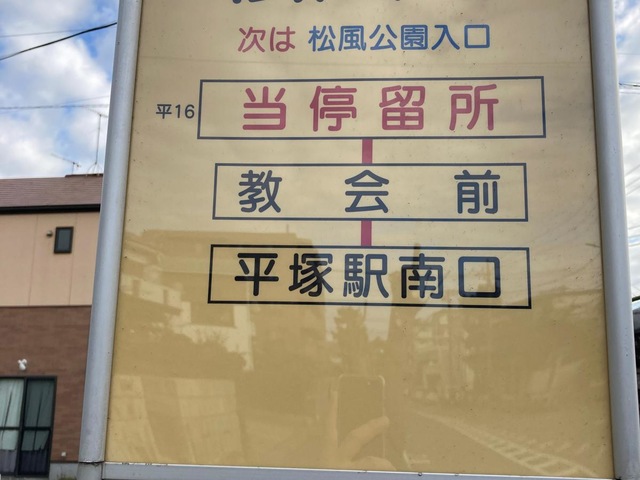 次は 松風公園入口
平16 当停留所
教会前
平塚駅南口